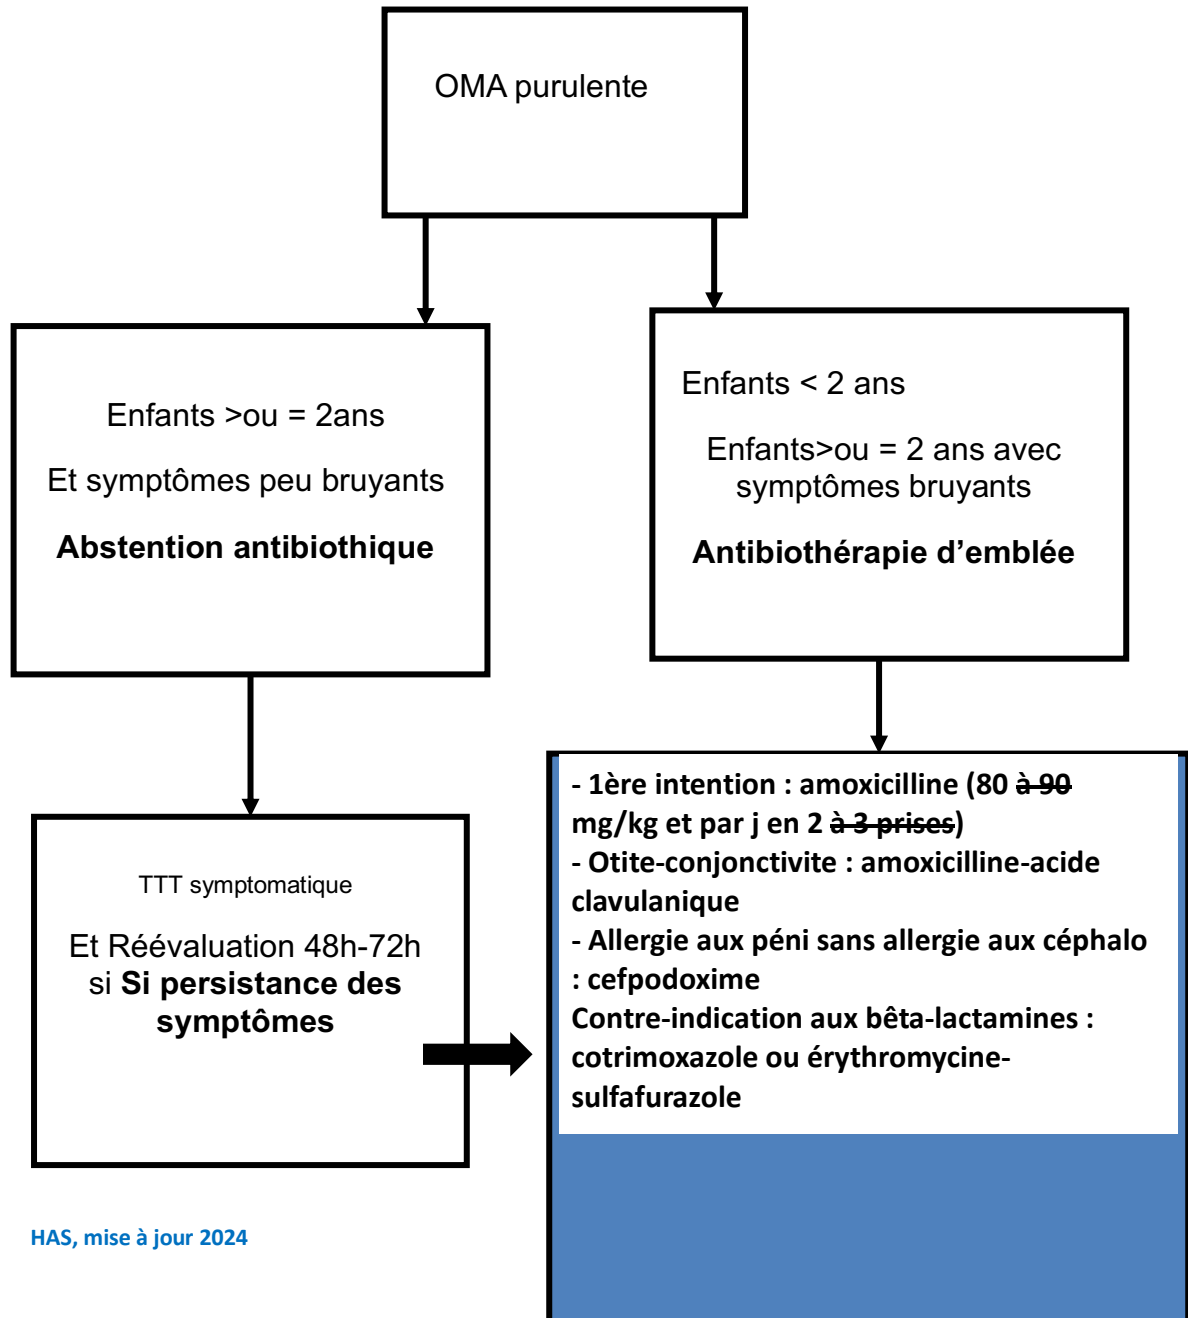 OMA purulente
Enfants >ou = 2ans
Et symptômes peu bruyants
Abstention antibiothique
Enfants < 2 ans
Enfants>ou = 2 ans avec
symptômes bruyants
Antibiothérapie d’emblée
TTT symptomatique
Et Réévaluation 48h-72h
si Si persistance des
symptômes
- 1ère intention : amoxicilline (80 à 90
mg/kg et par j en 2 à 3 prises)
- Otite-conjonctivite : amoxicilline-acide
clavulanique
- Allergie aux péni sans allergie aux céphalo
: cefpodoxime
Contre-indication aux bêta-lactamines :
cotrimoxazole ou érythromycine-
sulfafurazole
HAS, mise à jour 2024